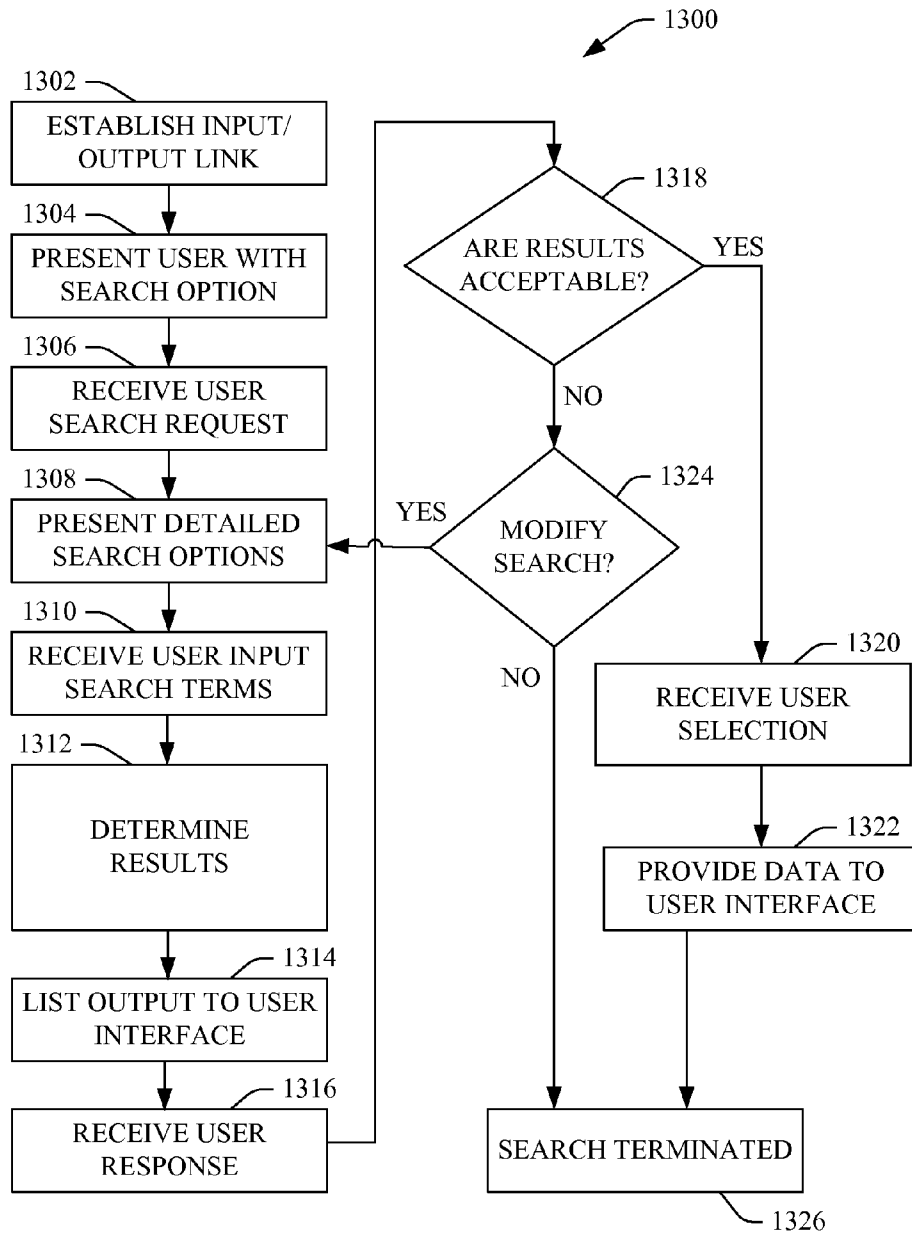 1300
1302
ESTABLISH INPUT/
OUTPUT LINK
1304
PRESENT USER WITH
SEARCH OPTION
1306
RECEIVE USER
SEARCH REQUEST
1308
PRESENT DETAILED
SEARCH OPTIONS
1310
RECEIVE USER INPUT
SEARCH TERMS
1312
DETERMINE
RESULTS
1314
LIST OUTPUT TO USER
INTERFACE
1316
RECEIVE USER
RESPONSE
1318
ARE RESULTS
ACCEPTABLE?
YES
NO
1324
MODIFY
SEARCH?
YES
NO
1320
RECEIVE USER
SELECTION
1322
PROVIDE DATA TO
USER INTERFACE
SEARCH TERMINATED
1326